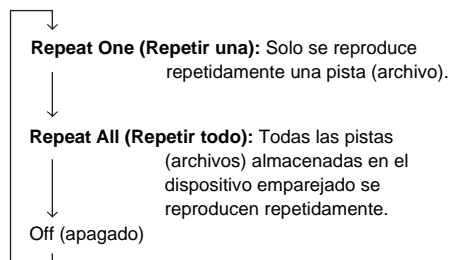 Repeat One (Repetir una): Solo se reproduce
repetidamente una pista (archivo).
Repeat All (Repetir todo): Todas las pistas
(archivos) almacenadas en el
dispositivo emparejado se
reproducen repetidamente.
Off (apagado)